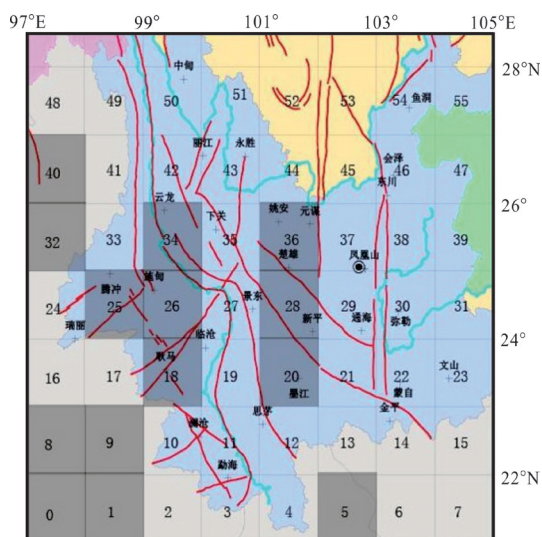 97°E 99° 101° 103° 105°E
28°N
26°
24°
22°N
中甸
48 49 50 51 52 53 54 鱼洞 55
丽江 永胜 会泽
40 41 42 43 44 45 46 47
东川
云龙 下关 姚安 元谋
32 33 34 35 36 37 38 39
楚雄 凤凰山
腾冲 施甸
24 25 26 27 28 29 30 31
瑞丽 临沧 景东 新平 通海 弥勒
耿马 文山
16 17 18 19 20 21 22 23
墨江 蒙自
澜沧 思茅 金平
8 9 10 11 12 13 14 15
勐海
0 1 2 3 4 5 6 7